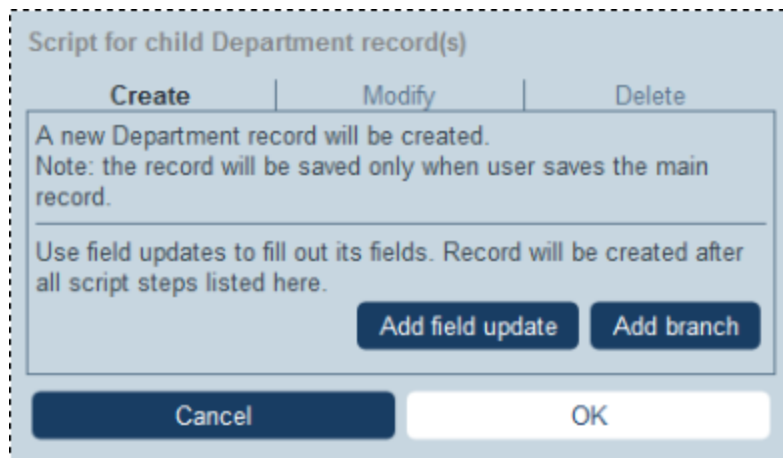 Script for child Department record(s)
Create Modify Delete
A new Department record will be created.
Note: the record will be saved only when user saves the main
record.
Use field updates to fill out its fields. Record will be created after
all script steps listed here.
Add field update Add branch
Cancel OK